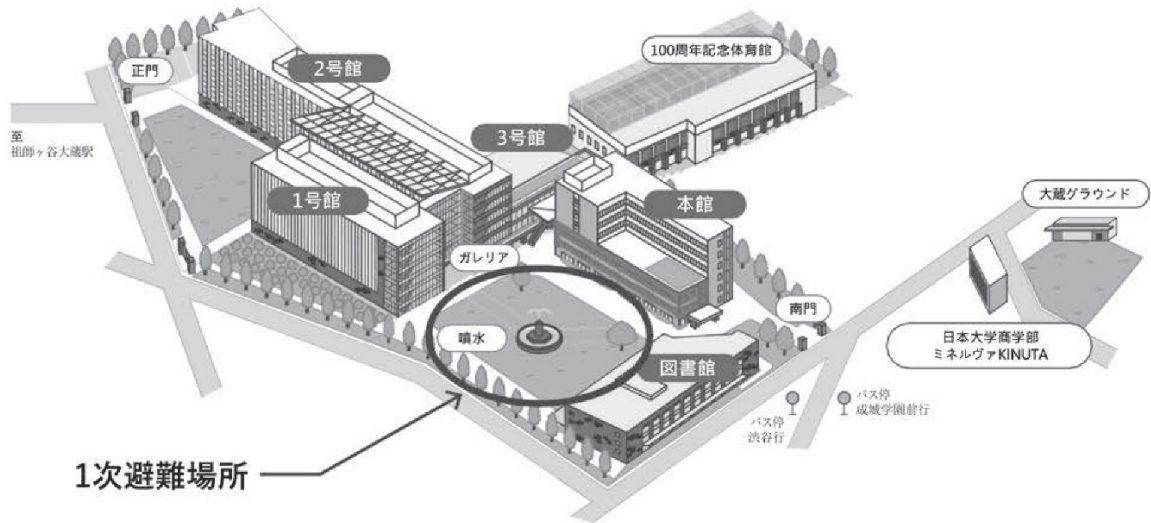 100周年記念体育館
正門
2号館
3号館
至
祖師ヶ谷大蔵駅
1号館
本館
大蔵グラウンド
ガレリア
南門
噴水
日本大学商学部
ミネルヴァKINUTA
図書館
バス停
成城学園前行
バス停
渋谷行
1次避難場所